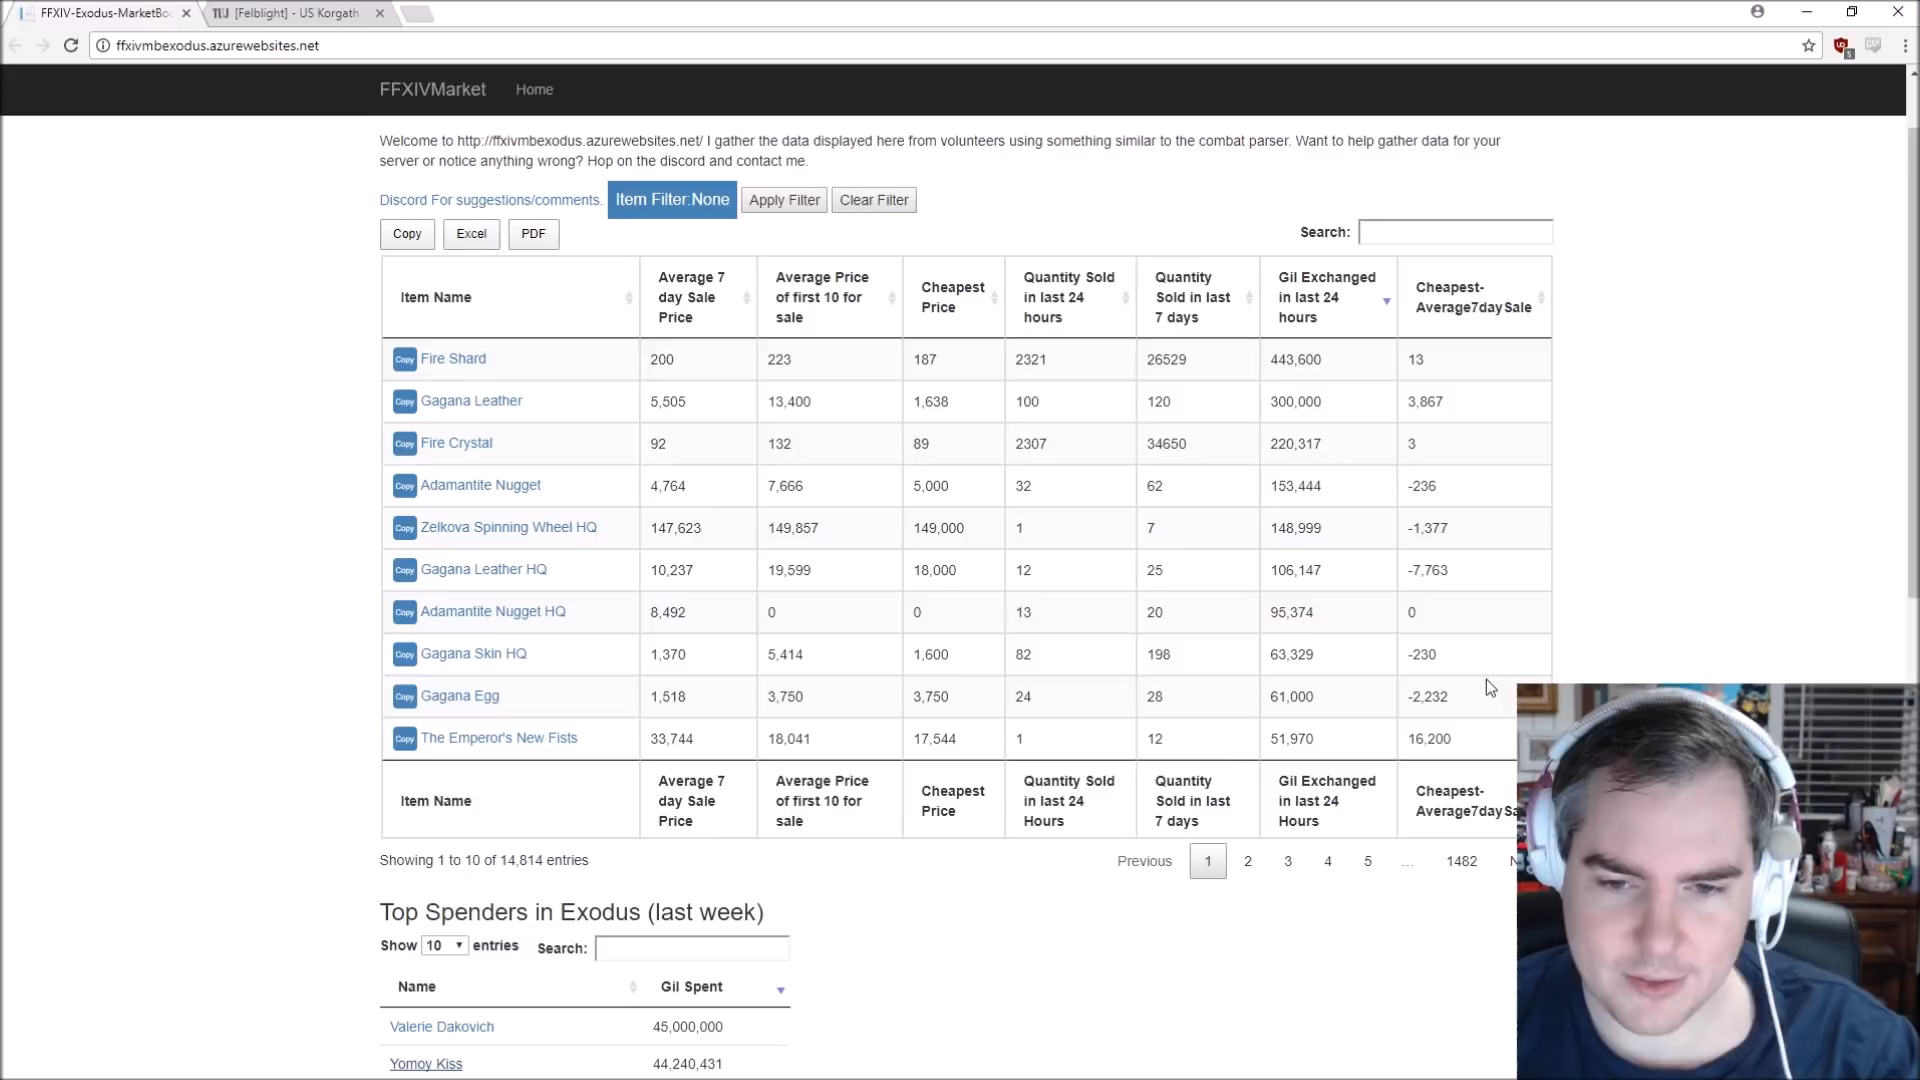 FFXIV-Exodus-MarketBo
TUJ [Felblight] - US Korgath
ffxivmbexodus.azurewebsites.net
FFXIVMarket Home
Welcome to http://ffxivmbexodus.azurewebsites.net/ I gather the data displayed here from volunteers using something similar to the combat parser. Want to help gather data for your
server or notice anything wrong? Hop on the discord and contact me.
Discord For suggestions/comments. Item Filter:None Apply Filter Clear Filter
Copy Excel PDF Search:
Item Name
Average 7
day Sale
Price
Average Price
of first 10 for
sale
Cheapest
Price
Quantity Sold
in last 24
hours
Quantity
Sold in last
7 days
Gil Exchanged
in last 24
hours
Cheapest-
Average7daySale
Copy Fire Shard 200 223 187 2321 26529 443,600 13
Copy Gagana Leather 5,505 13,400 1,638 100 120 300,000 3,867
Copy Fire Crystal 92 132 89 2307 34650 220,317 3
Copy Adamantite Nugget 4,764 7,666 5,000 32 62 153,444 -236
Copy Zelkova Spinning Wheel HQ 147,623 149,857 149,000 1 7 148,999 -1,377
Copy Gagana Leather HQ 10,237 19,599 18,000 12 25 106,147 -7,763
Copy Adamantite Nugget HQ 8,492 0 0 13 20 95,374 0
Copy Gagana Skin HQ 1,370 5,414 1,600 82 198 63,329 -230
Copy Gagana Egg 1,518 3,750 3,750 24 28 61,000 -2,232
Copy The Emperor's New Fists 33,744 18,041 17,544 1 12 51,970 16,200
Item Name
Average 7
day Sale
Price
Average Price
of first 10 for
sale
Cheapest
Price
Quantity Sold
in last 24
Hours
Quantity
Sold in last
7 days
Gil Exchanged
in last 24
Hours
Cheapest-
Average7daySa
Showing 1 to 10 of 14,814 entries Previous 1 2 3 4 5 … 1482 N
Top Spenders in Exodus (last week)
Show 10 entries Search:
Name Gil Spent
Valerie Dakovich 45,000,000
Yomoy Kiss 44,240,431